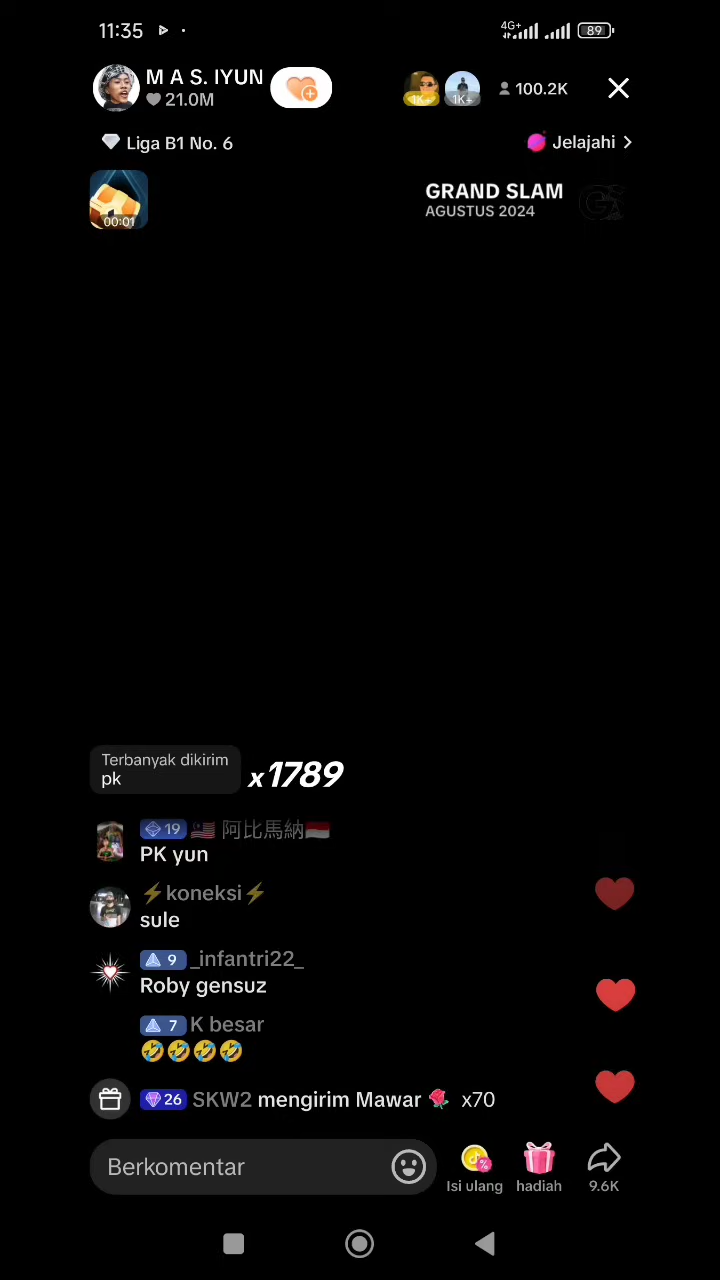 11:35
4G+
89
M A S. IYUN
21.0M
1K+
1K+
100.2K
Liga B1 No. 6
Jelajahi
00:01
GRAND SLAM
AGUSTUS 2024
GS
Terbanyak dikirim
pk
x1789
19 阿比馬納
PK yun
⚡koneksi⚡
sule
9 _infantri22_
Roby gensuz
7 K besar
🤣🤣🤣🤣
26 SKW2 mengirim Mawar 🌹 x70
Berkomentar
Isi ulang
hadiah
9.6K